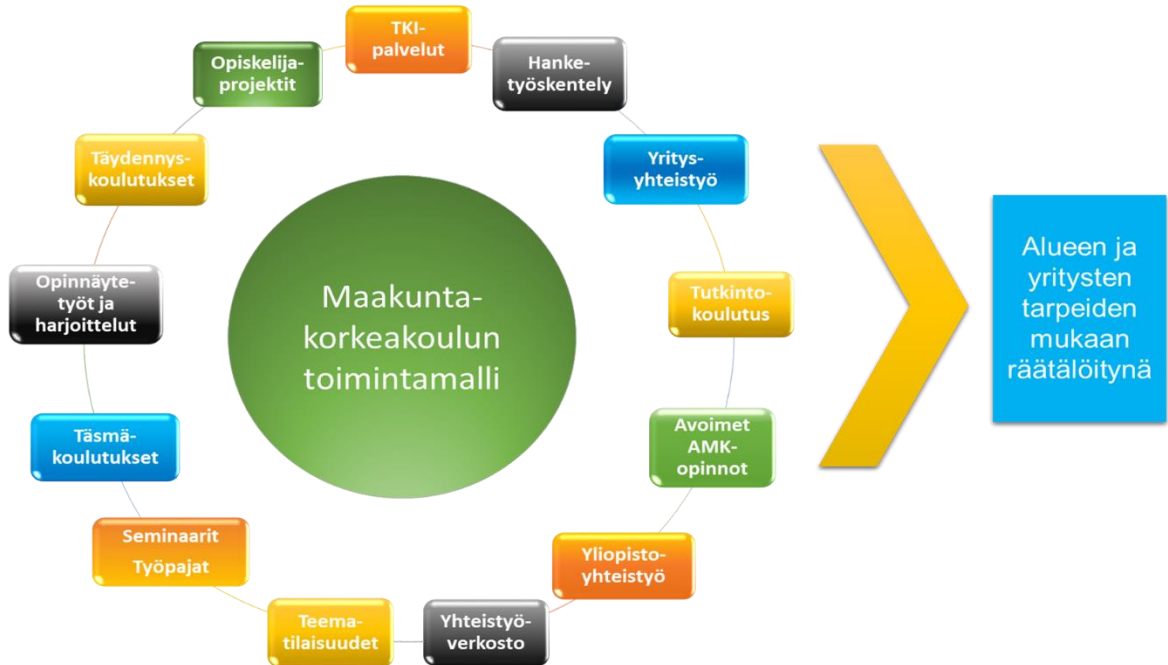 TKI-
palvelut
Hanke-
työskentely
Yritys-
yhteistyö
Tutkinto-
koulutus
Avoimet
AMK-
opinnot
Yliopisto-
yhteistyö
Yhteistyö-
verkosto
Teema-
tilaisuudet
Seminaarit
Työpajat
Täsmä-
koulutukset
Opinnäyte-
työt ja
harjoittelut
Täydennys-
koulutukset
Opiskelija-
projektit
Maakunta-
korkeakoulun
toimintamalli
Alueen ja
yritysten
tarpeiden
mukaan
räätälöitynä